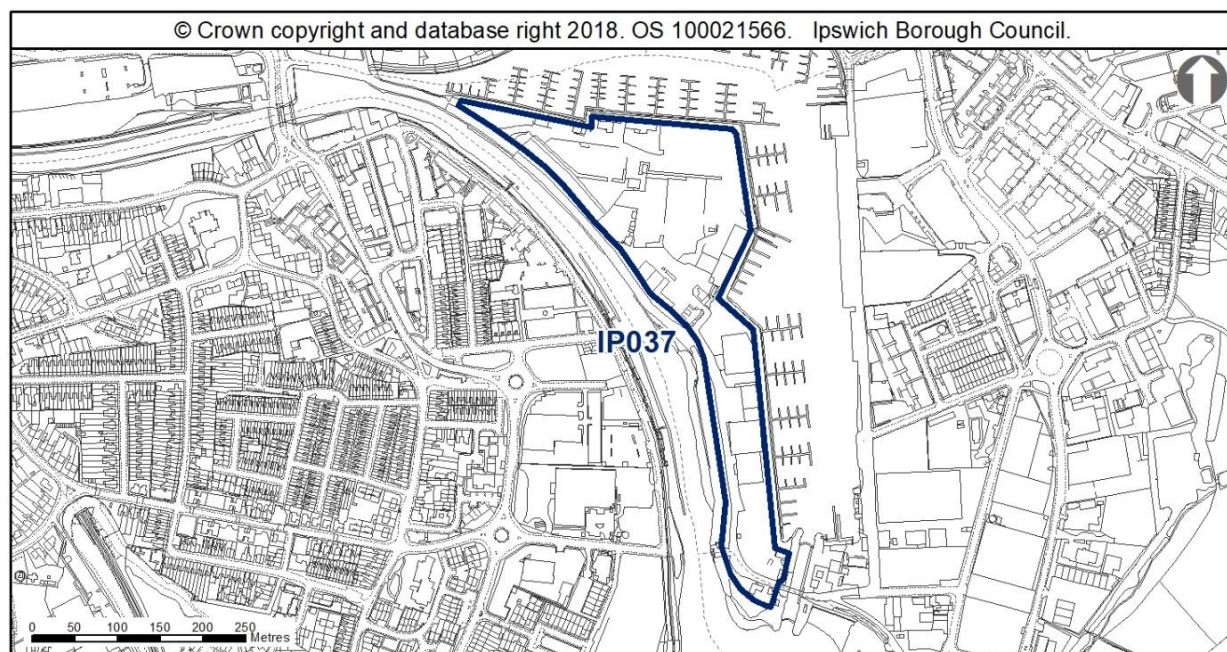 © Crown copyright and database right 2018. OS 100021566. Ipswich Borough Council.
IP037
0 50 100 150 200 250 Metres